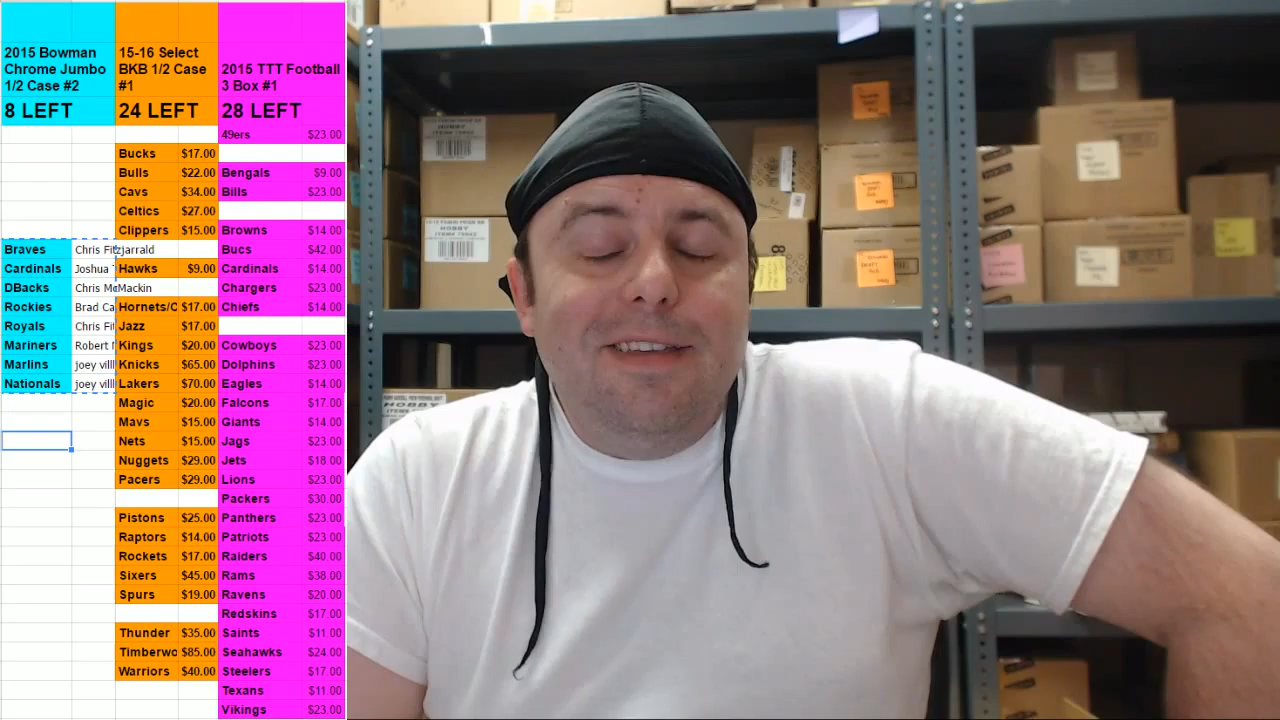 2015 Bowman
Chrome Jumbo
1/2 Case #2
8 LEFT
Braves Chris Fitzjarrald
Cardinals Joshua
DBacks Chris McMackin
Rockies Brad Ca
Royals Chris Fit
Mariners Robert
Marlins joey vill
Nationals joey vill
15-16 Select
BKB 1/2 Case
#1
24 LEFT
Bucks $17.00
Bulls $22.00
Cavs $34.00
Celtics $27.00
Clippers $15.00
Hawks $9.00
Hornets/C $17.00
Jazz $17.00
Kings $20.00
Knicks $65.00
Lakers $70.00
Magic $20.00
Mavs $15.00
Nets $15.00
Nuggets $29.00
Pacers $29.00
Pistons $25.00
Raptors $14.00
Rockets $17.00
Sixers $45.00
Spurs $19.00
Thunder $35.00
Timberwo $85.00
Warriors $40.00
2015 TTT Football
3 Box #1
28 LEFT
49ers $23.00
Bengals $9.00
Bills $23.00
Browns $14.00
Bucs $42.00
Cardinals $14.00
Chargers $23.00
Chiefs $14.00
Cowboys $23.00
Dolphins $23.00
Eagles $14.00
Falcons $17.00
Giants $14.00
Jags $23.00
Jets $18.00
Lions $23.00
Packers $30.00
Panthers $23.00
Patriots $23.00
Raiders $40.00
Rams $38.00
Ravens $20.00
Redskins $17.00
Saints $11.00
Seahawks $24.00
Steelers $17.00
Texans $11.00
Vikings $23.00
HOBBY
HOBBY
HOBBY